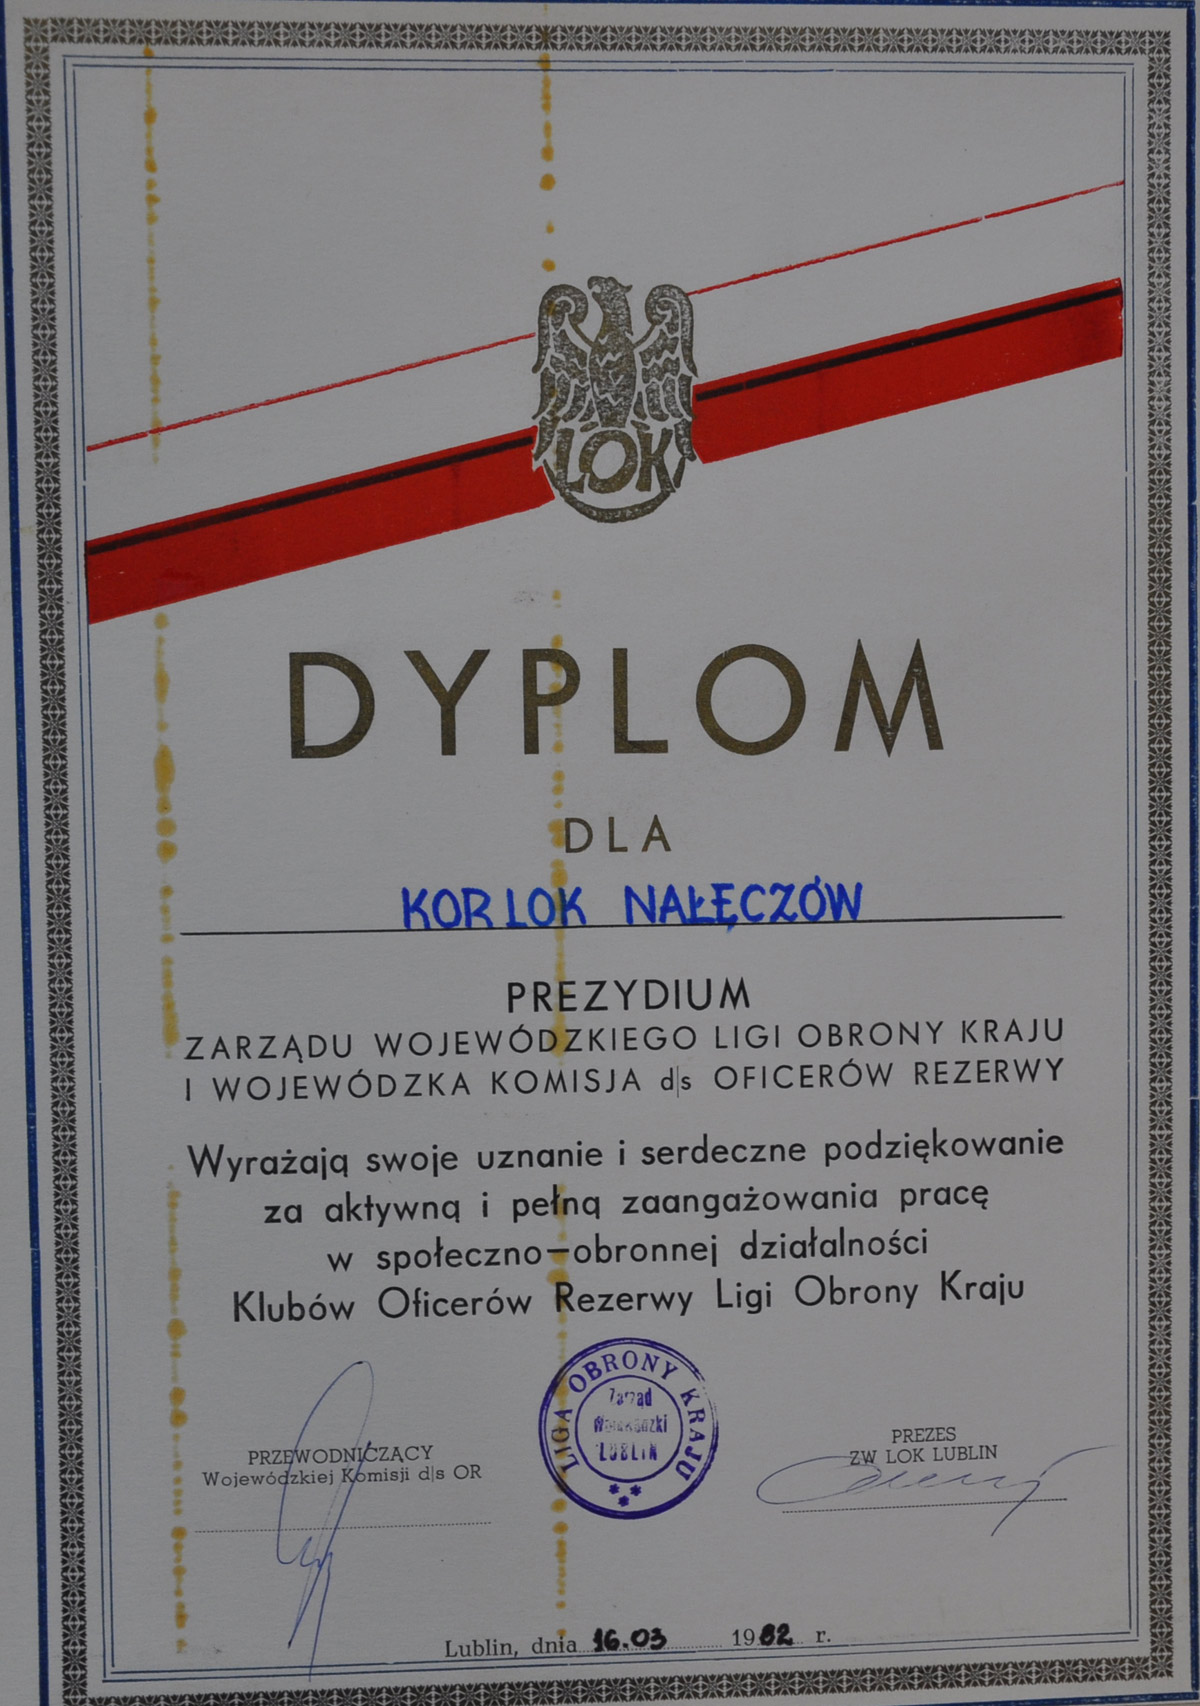 LOK
DYPLOM
DLA
KOR LOK NAŁĘCZÓW
PREZYDIUM
ZARZĄDU WOJEWÓDZKIEGO LIGI OBRONY KRAJU
I WOJEWÓDZKA KOMISJA d|s OFICERÓW REZERWY
Wyrażają swoje uznanie i serdeczne podziękowanie
za aktywną i pełną zaangażowania pracę
w społeczno–obronnej działalności
Klubów Oficerów Rezerwy Ligi Obrony Kraju
LIGA OBRONY KRAJU
Zarząd
Wojewódzki
LUBLIN
PRZEWODNICZĄCY
Wojewódzkiej Komisji d|s OR
PREZES
ZW LOK LUBLIN
Lublin, dnia 16.03 1982 r.